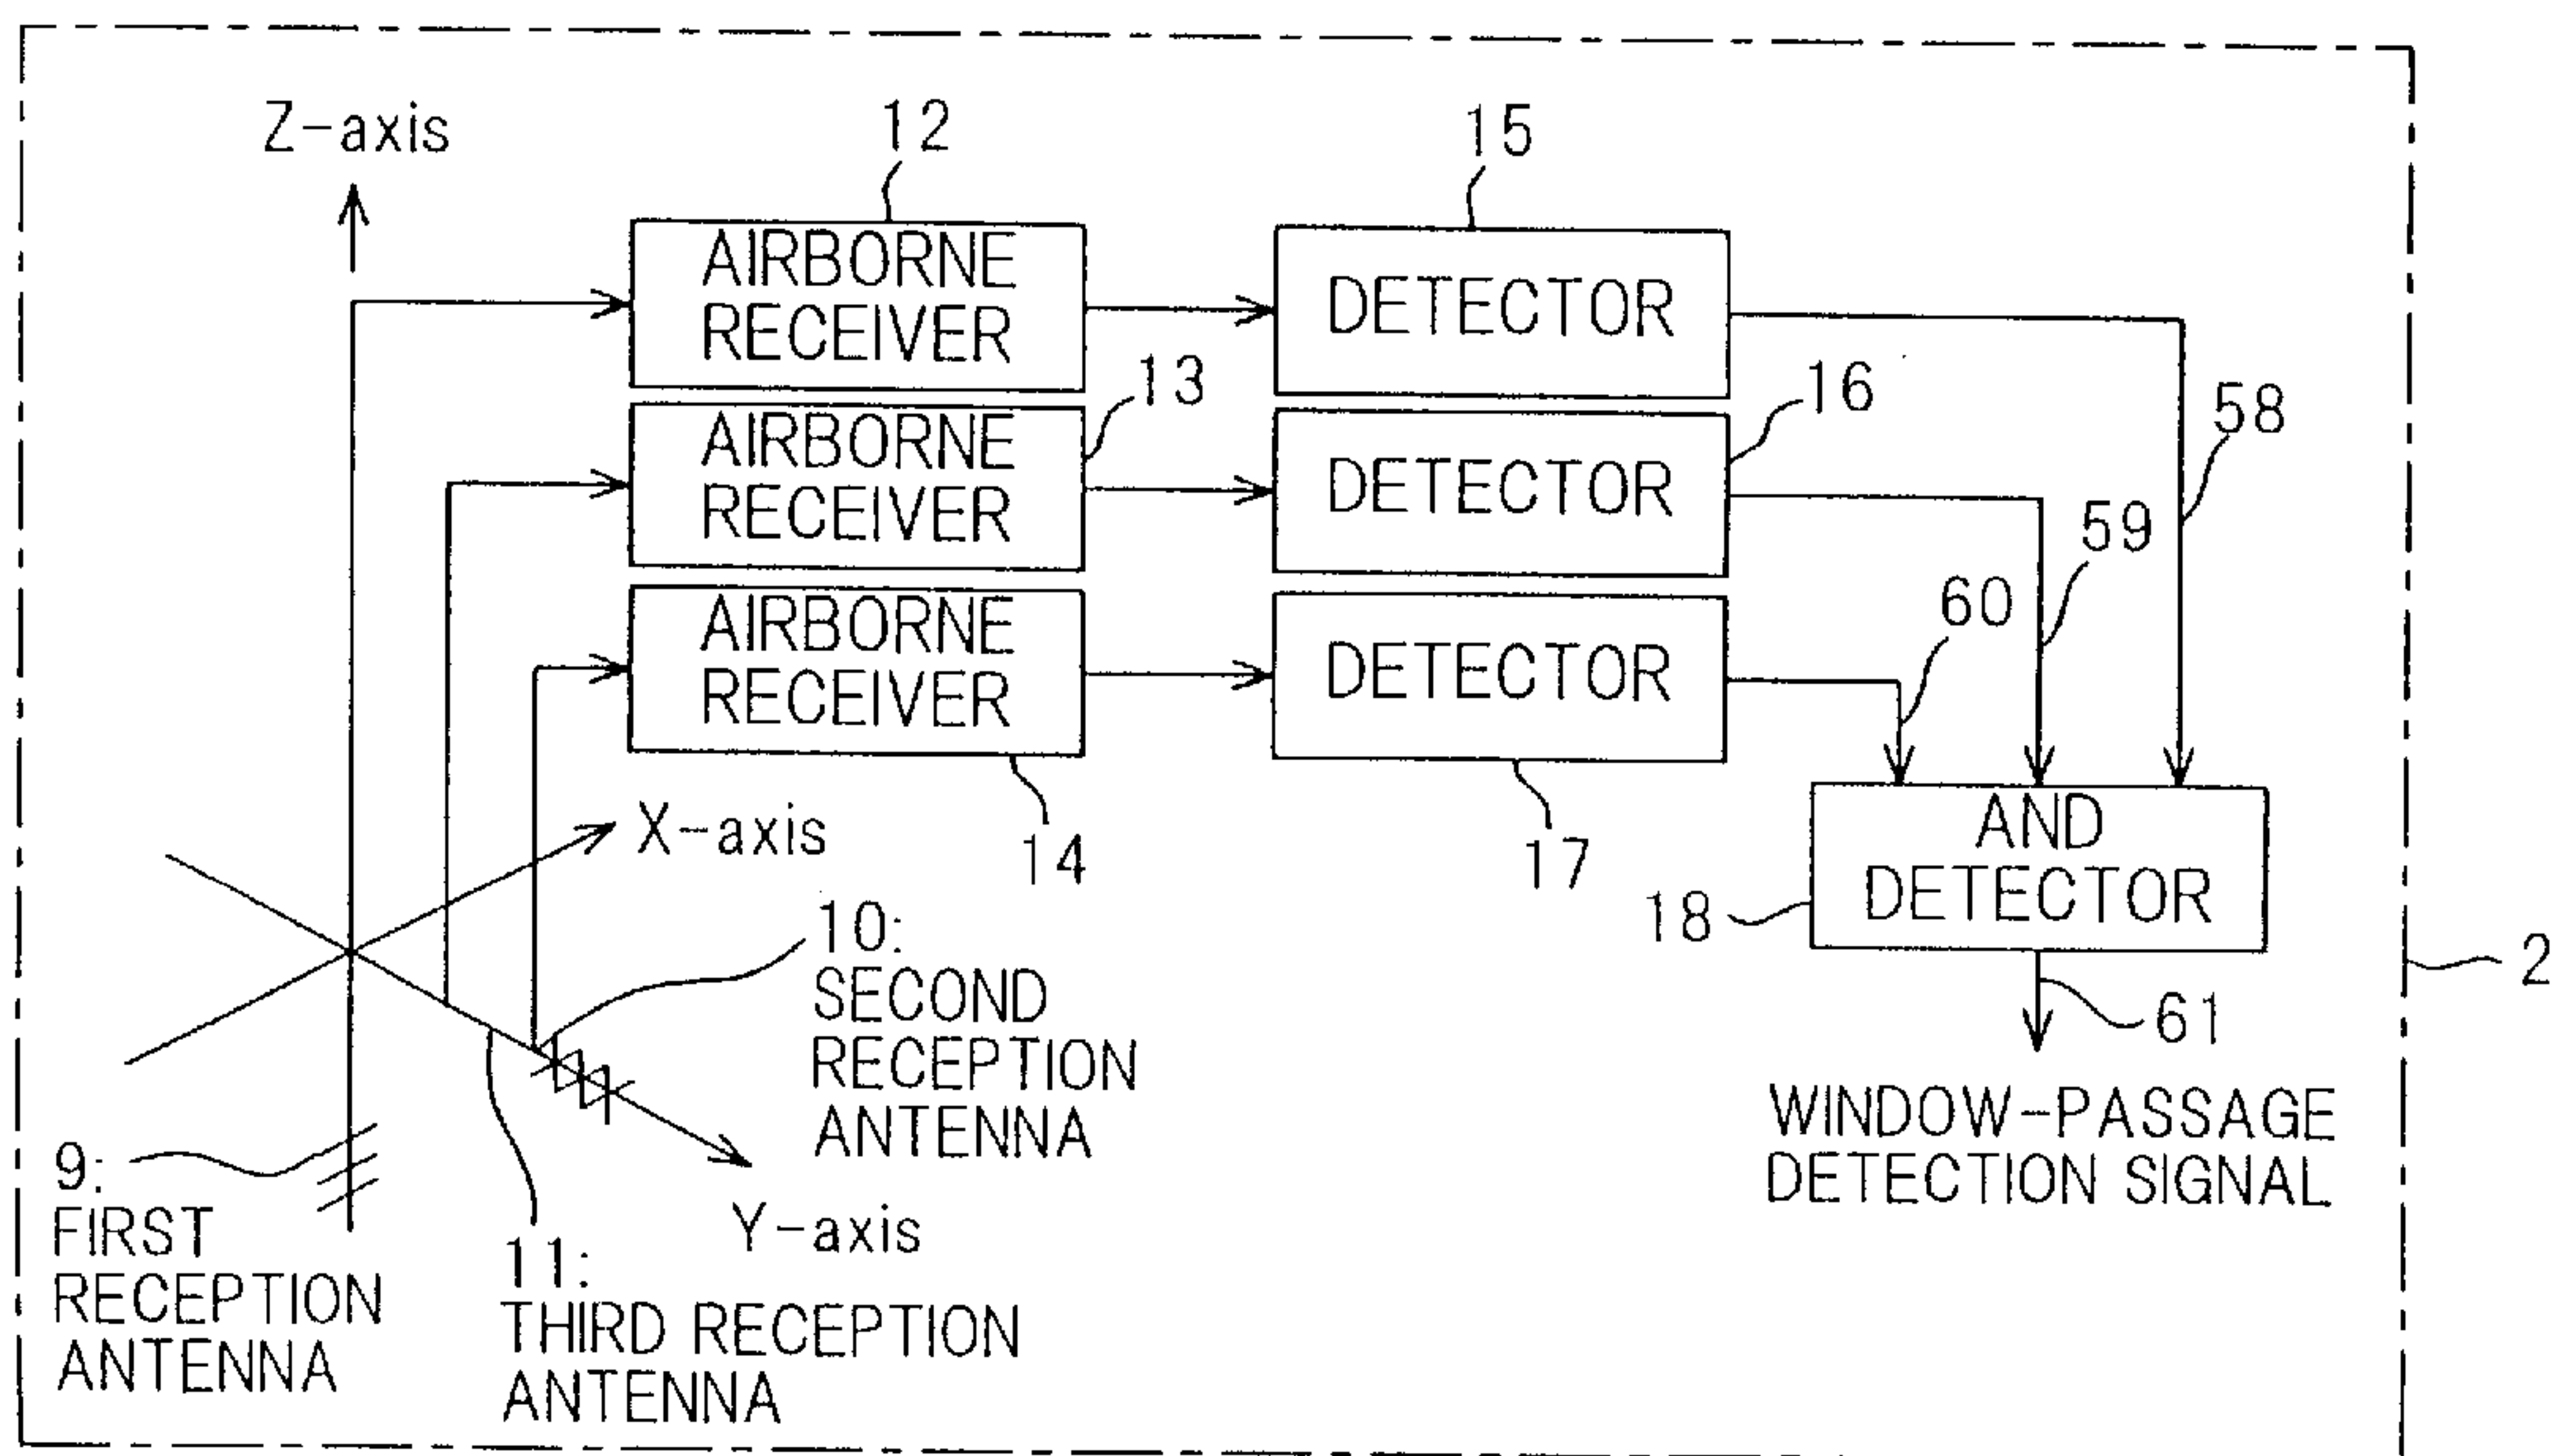 Z-axis
12
15
AIRBORNE
RECEIVER
DETECTOR
13
16
58
AIRBORNE
RECEIVER
DETECTOR
59
60
AIRBORNE
RECEIVER
DETECTOR
14
17
X-axis
AND
DETECTOR
18
2
10:
SECOND
RECEPTION
ANTENNA
61
WINDOW-PASSAGE
DETECTION SIGNAL
9:
FIRST
RECEPTION
ANTENNA
Y-axis
11:
THIRD RECEPTION
ANTENNA